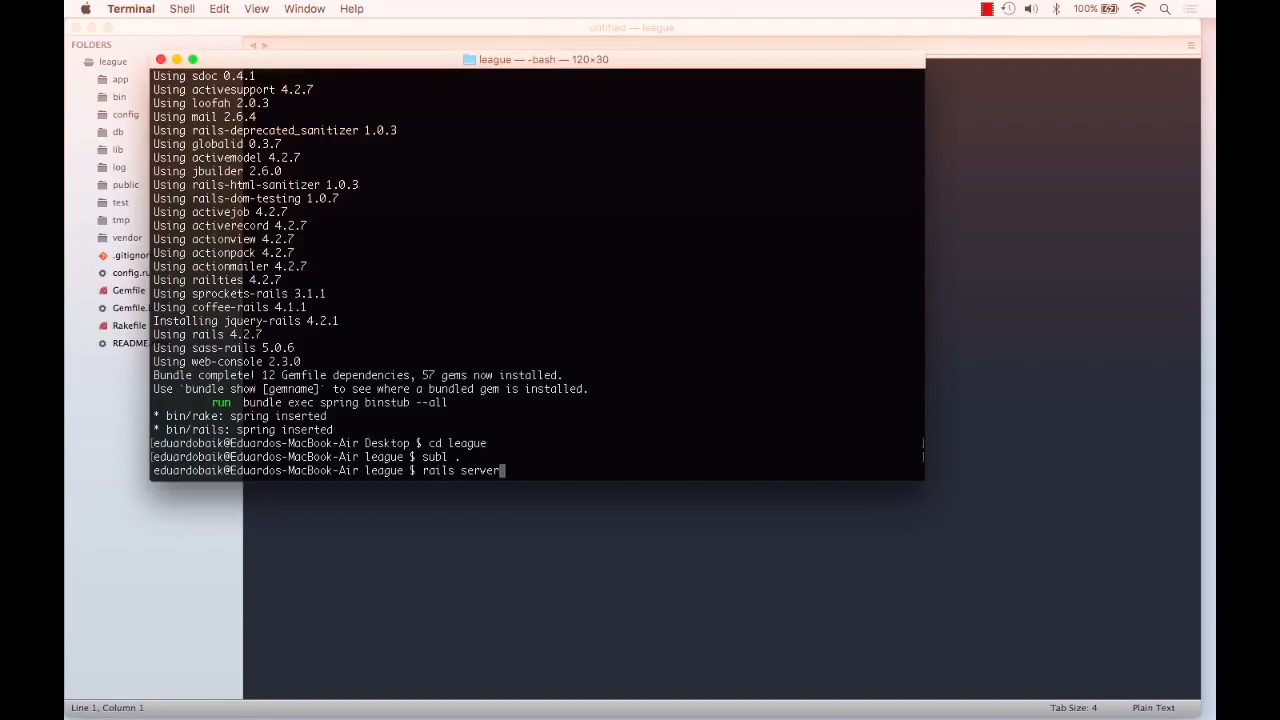 Terminal Shell Edit View Window Help 100%
untitled — league
FOLDERS
league
app
bin
config
db
lib
log
public
test
tmp
vendor
.gitignor
config.ru
Gemfile
Gemfile.l
Rakefile
README.
league — -bash — 120×30
Using sdoc 0.4.1
Using activesupport 4.2.7
Using loofah 2.0.3
Using mail 2.6.4
Using rails-deprecated_sanitizer 1.0.3
Using globalid 0.3.7
Using activemodel 4.2.7
Using jbuilder 2.6.0
Using rails-html-sanitizer 1.0.3
Using rails-dom-testing 1.0.7
Using activejob 4.2.7
Using activerecord 4.2.7
Using actionview 4.2.7
Using actionpack 4.2.7
Using actionmailer 4.2.7
Using railties 4.2.7
Using sprockets-rails 3.1.1
Using coffee-rails 4.1.1
Installing jquery-rails 4.2.1
Using rails 4.2.7
Using sass-rails 5.0.6
Using web-console 2.3.0
Bundle complete! 12 Gemfile dependencies, 57 gems now installed.
Use `bundle show [gemname]` to see where a bundled gem is installed.
run bundle exec spring binstub --all
* bin/rake: spring inserted
* bin/rails: spring inserted
[eduardobaik@Eduardos-MacBook-Air Desktop $ cd league ]
[eduardobaik@Eduardos-MacBook-Air league $ subl . ]
eduardobaik@Eduardos-MacBook-Air league $ rails server
Line 1, Column 1
Tab Size: 4 Plain Text